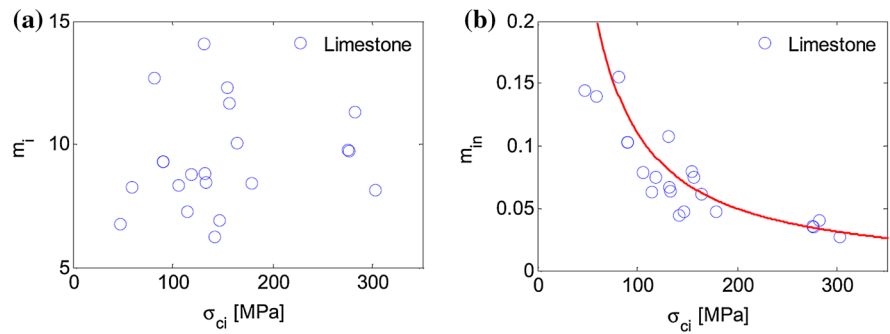 (a)
15
10
5
m_i
0 100 200 300
σ_ci [MPa]
Limestone
(b)
0.2
0.15
0.1
0.05
0
m_in
0 100 200 300
σ_ci [MPa]
Limestone